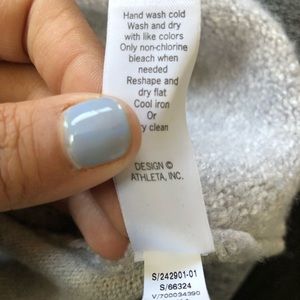 Hand wash cold
Wash and dry
with like colors
Only non-chlorine
bleach when
needed
Reshape and
dry flat
Cool iron
Or
y clean
DESIGN ©
ATHLETA, INC.
S/242901-01
S/66324
V/700034390